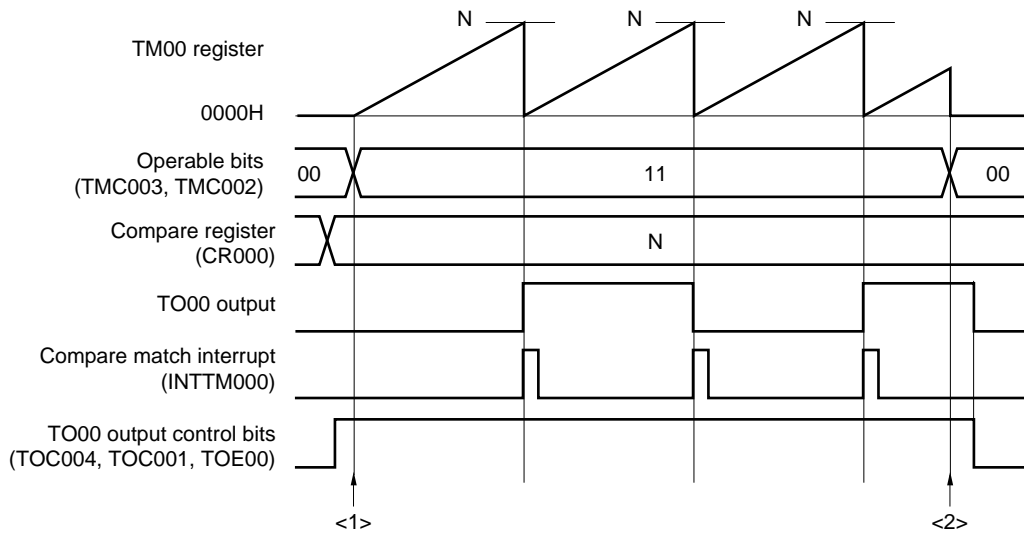 N N N
TM00 register
0000H
Operable bits
(TMC003, TMC002)
00 11 00
Compare register
(CR000)
N
TO00 output
Compare match interrupt
(INTTM000)
TO00 output control bits
(TOC004, TOC001, TOE00)
<1> <2>